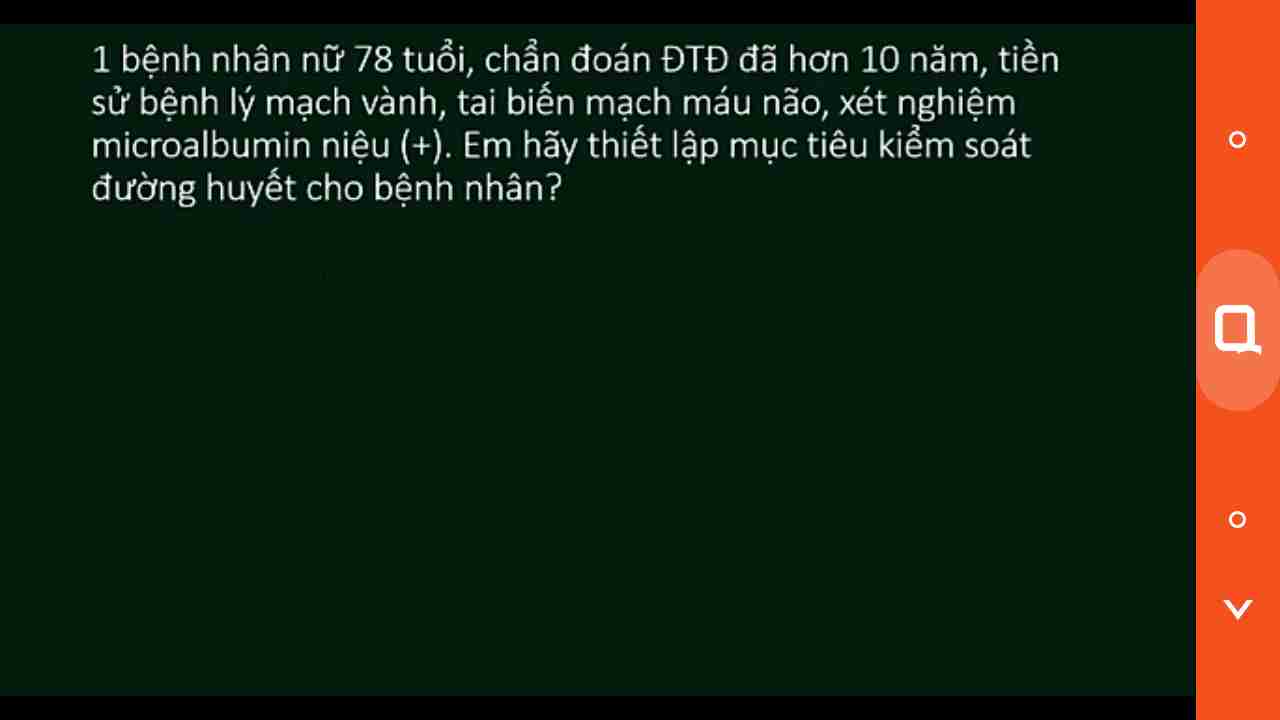 1 bệnh nhân nữ 78 tuổi, chẩn đoán ĐTĐ đã hơn 10 năm, tiền
sử bệnh lý mạch vành, tai biến mạch máu não, xét nghiệm
microalbumin niệu (+). Em hãy thiết lập mục tiêu kiểm soát
đường huyết cho bệnh nhân?